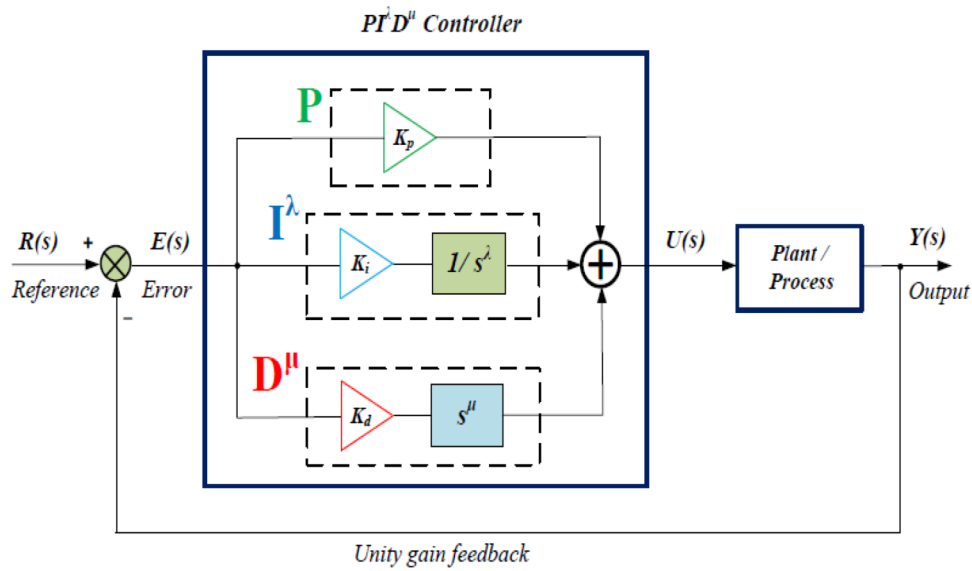 PI^λD^μ Controller
P
K_p
I^λ
R(s) + E(s)
K_i 1/s^λ
U(s)
Plant / Process
Y(s)
Reference Error
Output
−
D^μ
K_d s^μ
+
Unity gain feedback